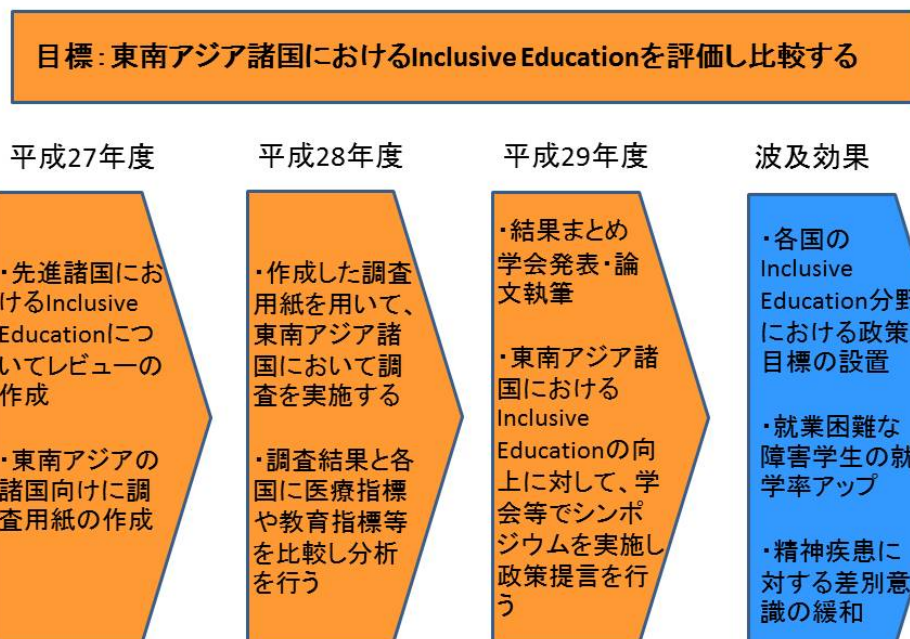 目標：東南アジア諸国におけるInclusive Educationを評価し比較する
平成27年度
・先進諸国にお
けるInclusive
Educationにつ
いてレビューの
作成
・東南アジアの
諸国向けに調
査用紙の作成
平成28年度
・作成した調査
用紙を用いて、
東南アジア諸
国において調
査を実施する
・調査結果と各
国に医療指標
や教育指標等
を比較し分析
を行う
平成29年度
・結果まとめ
学会発表・論
文執筆
・東南アジア諸
国における
Inclusive
Educationの向
上に対して、学
会等でシンポ
ジウムを実施し
政策提言を行
う
波及効果
・各国の
Inclusive
Education分野
における政策
目標の設置
・就業困難な
障害学生の就
学率アップ
・精神疾患に
対する差別意
識の緩和